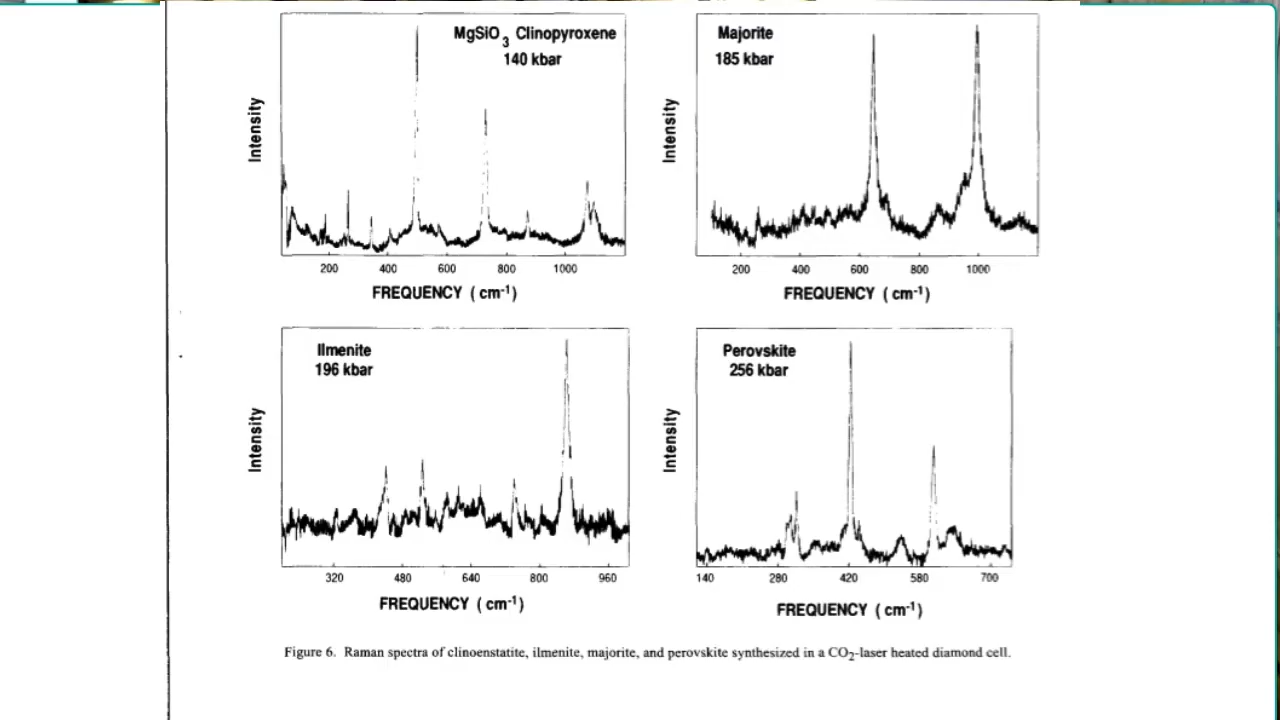 MgSiO3 Clinopyroxene
140 kbar
Intensity
200 400 600 800 1000
FREQUENCY ( cm-1)
Majorite
185 kbar
Intensity
200 400 600 800 1000
FREQUENCY ( cm-1)
Ilmenite
196 kbar
Intensity
320 480 640 800 960
FREQUENCY ( cm-1)
Perovskite
256 kbar
Intensity
140 280 420 580 700
FREQUENCY ( cm-1)
Figure 6. Raman spectra of clinoenstatite, ilmenite, majorite, and perovskite synthesized in a CO2-laser heated diamond cell.